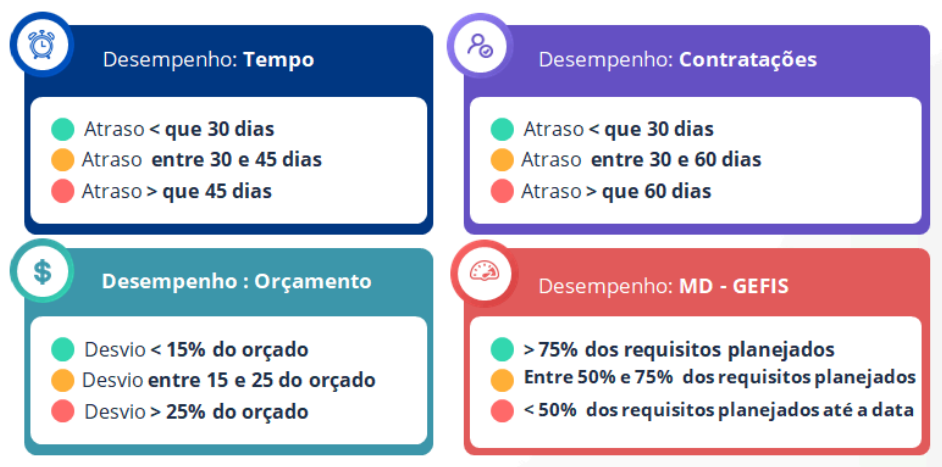 Desempenho: Tempo
Atraso < que 30 dias
Atraso entre 30 e 45 dias
Atraso > que 45 dias
Desempenho: Contratações
Atraso < que 30 dias
Atraso entre 30 e 60 dias
Atraso > que 60 dias
$
Desempenho : Orçamento
Desvio < 15% do orçado
Desvio entre 15 e 25 do orçado
Desvio > 25% do orçado
Desempenho: MD - GEFIS
> 75% dos requisitos planejados
Entre 50% e 75% dos requisitos planejados
< 50% dos requisitos planejados até a data